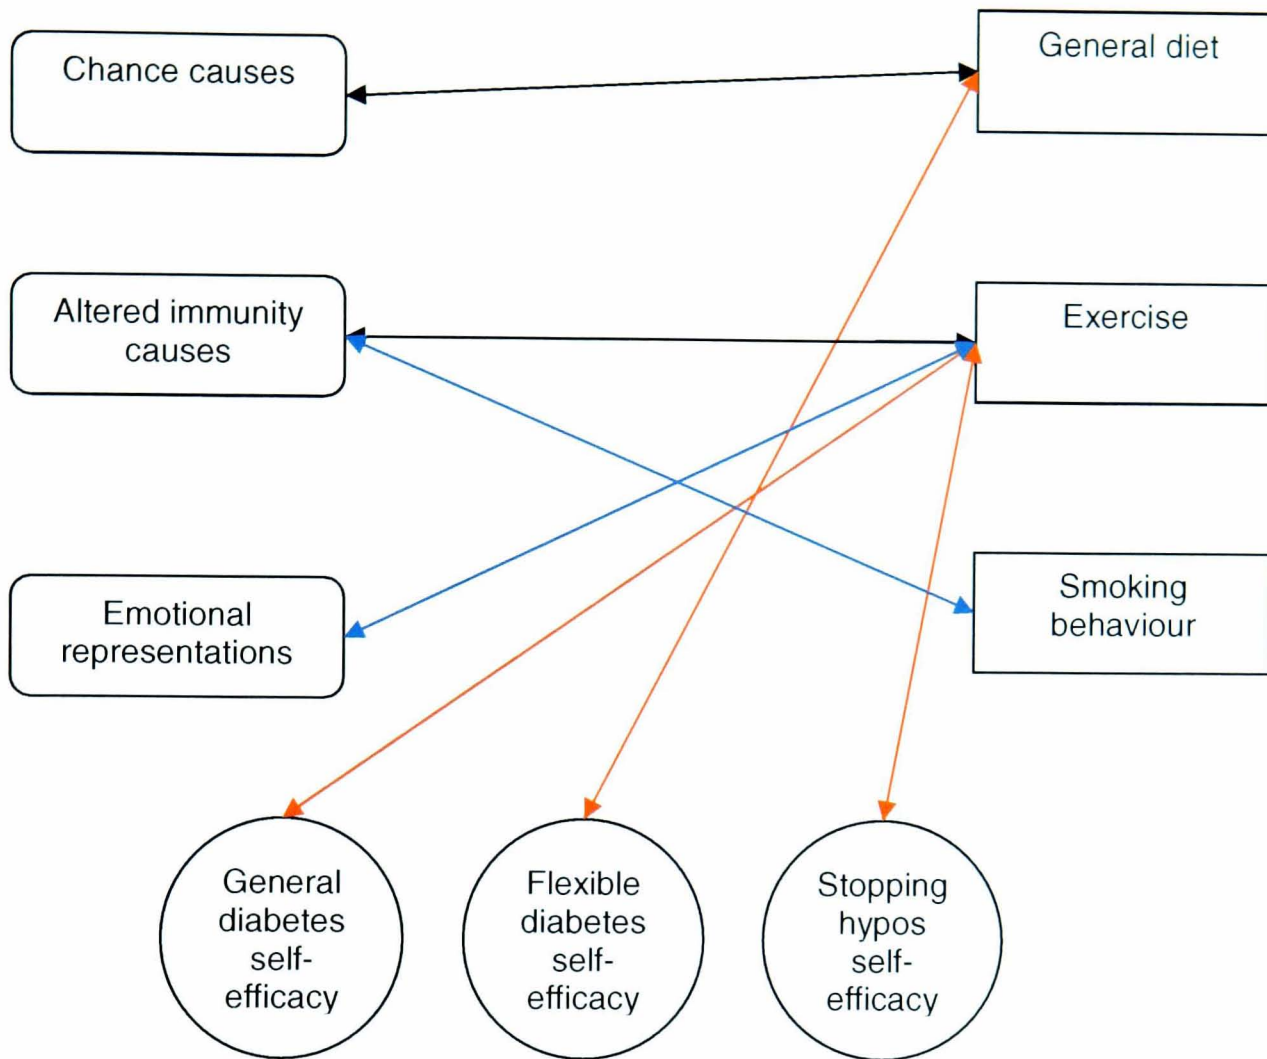 Chance causes
General diet
Altered immunity
causes
Exercise
Emotional
representations
Smoking
behaviour
General
diabetes
self-
efficacy
Flexible
diabetes
self-
efficacy
Stopping
hypos
self-
efficacy